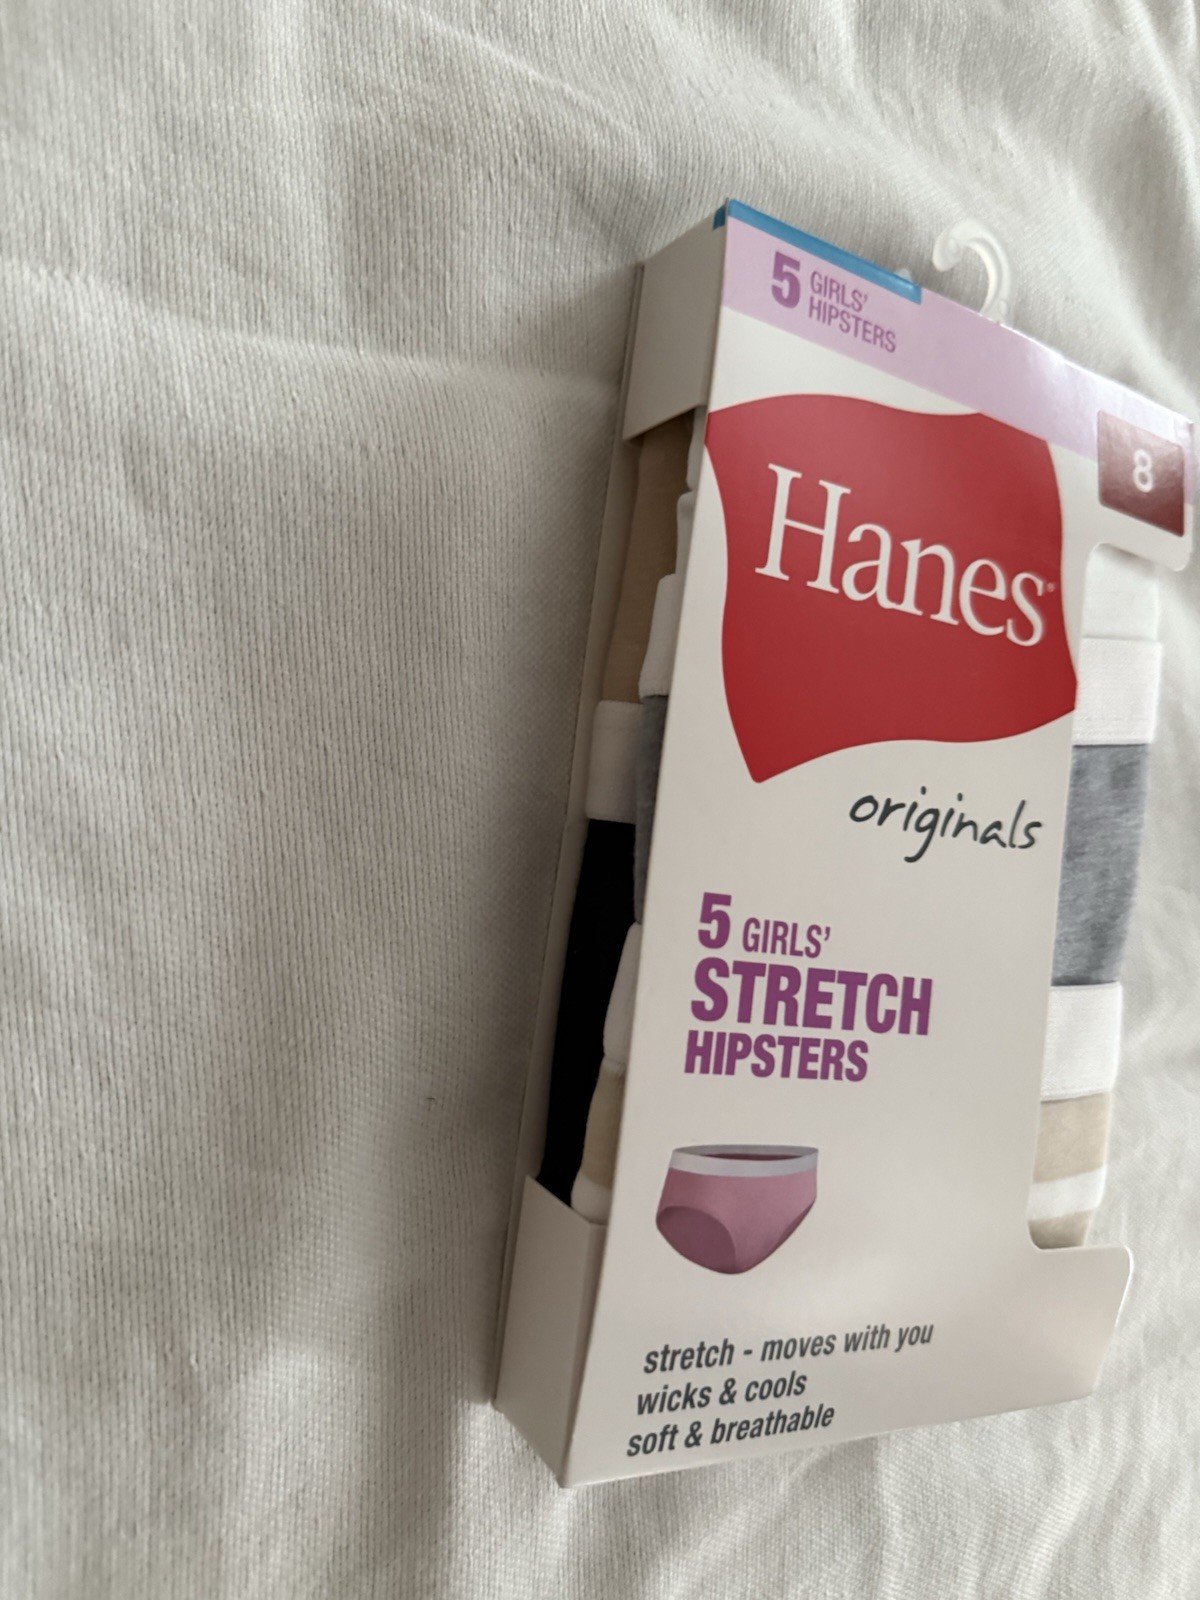 5 GIRLS'
HIPSTERS
8
Hanes®
originals
5 GIRLS'
STRETCH
HIPSTERS
stretch - moves with you
wicks & cools
soft & breathable